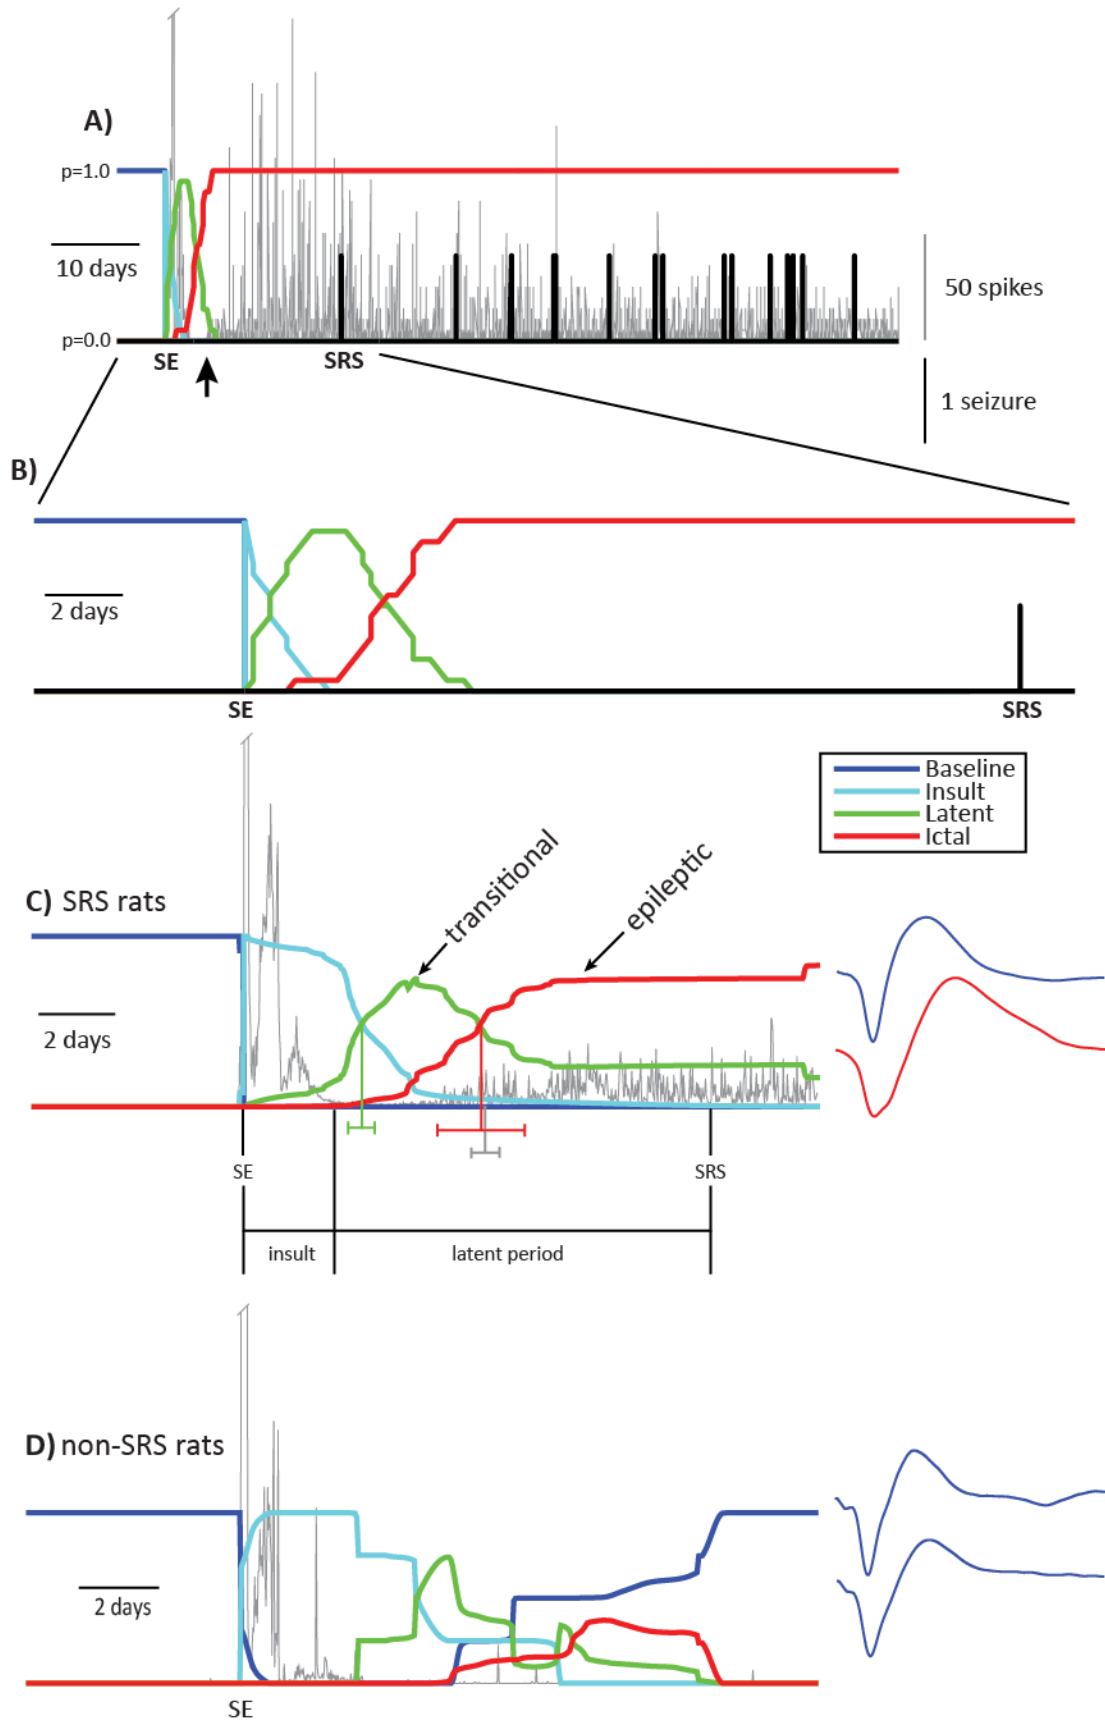 A)
p=1.0
10 days
50 spikes
p=0.0
SE
SRS
1 seizure
B)
2 days
SE
SRS
Baseline
Insult
Latent
Ictal
transitional
epileptic
C) SRS rats
2 days
SE
SRS
insult
latent period
D) non-SRS rats
2 days
SE